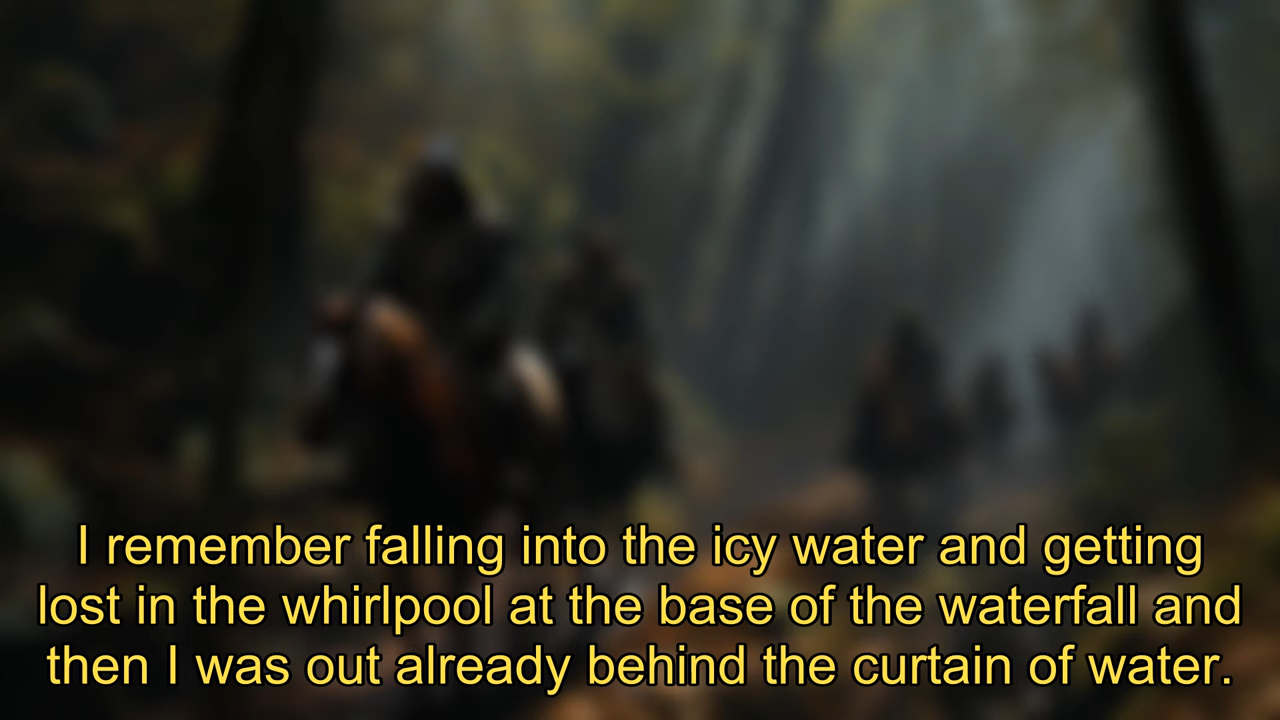 I remember falling into the icy water and getting
lost in the whirlpool at the base of the waterfall and
then I was out already behind the curtain of water.